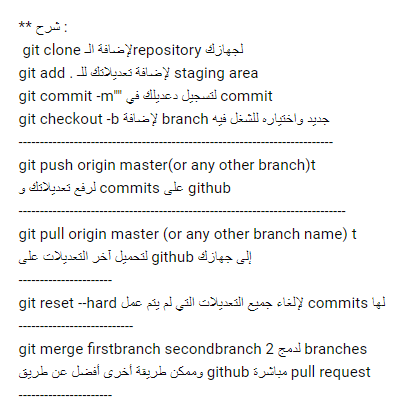 ** شرح :
git clone لإضافة الـrepository لجهازك
git add . لإضافة تعديلاتك للـ staging area
git commit -m"" لتسجيل دعديلك في commit
git checkout -b لإضافة branch جديد واختياره للشغل فيه
--------------------------------------------------------------------------
git push origin master(or any other branch)t
لرفع تعديلاتك و commits على github
-----------------------------------------------------------------------------
git pull origin master (or any other branch name) t
لتحميل آخر التعديلات على github إلى جهازك
----------------------
git reset --hard لإلغاء جميع التعديلات التي لم يتم عمل commits لها
---------------------------
git merge firstbranch secondbranch لدمج 2 branches
وممكن طريقة أخرى أفضل عن طريق github مباشرة pull request
----------------------